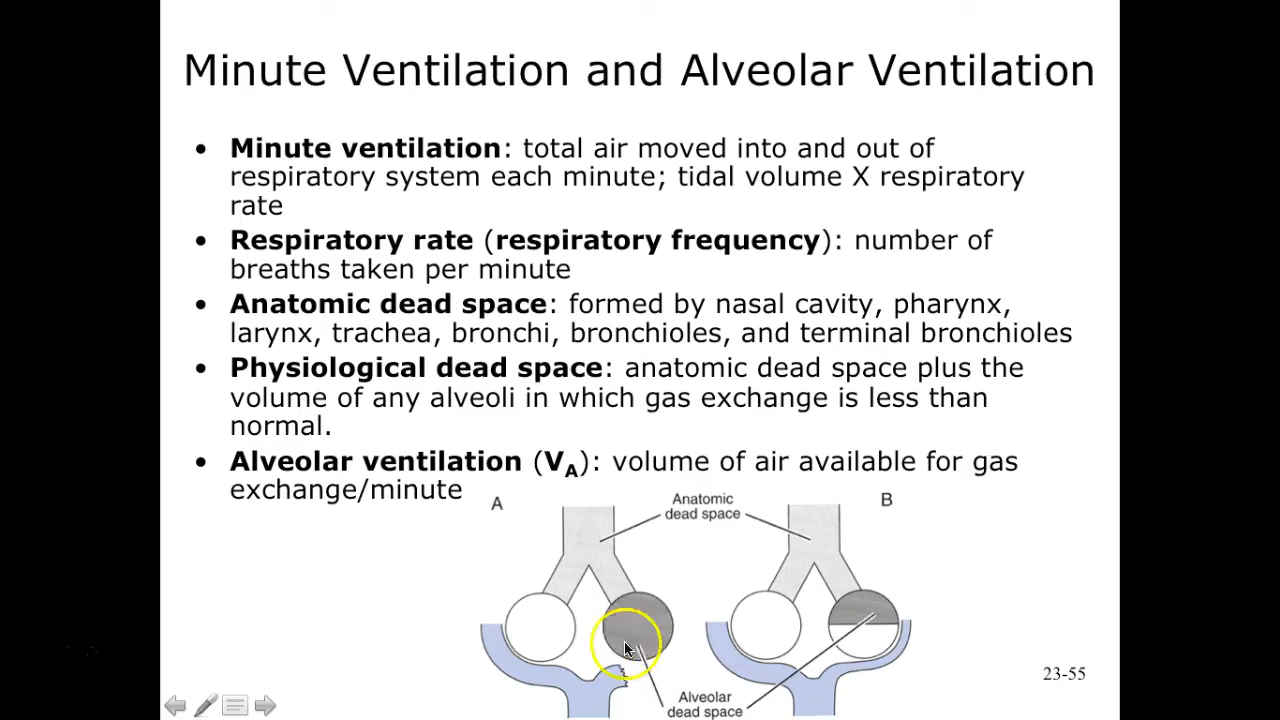 Minute Ventilation and Alveolar Ventilation
• Minute ventilation: total air moved into and out of
respiratory system each minute; tidal volume X respiratory
rate
• Respiratory rate (respiratory frequency): number of
breaths taken per minute
• Anatomic dead space: formed by nasal cavity, pharynx,
larynx, trachea, bronchi, bronchioles, and terminal bronchioles
• Physiological dead space: anatomic dead space plus the
volume of any alveoli in which gas exchange is less than
normal.
• Alveolar ventilation (VA): volume of air available for gas
exchange/minute
A
Anatomic
dead space
B
Alveolar
dead space
23-55